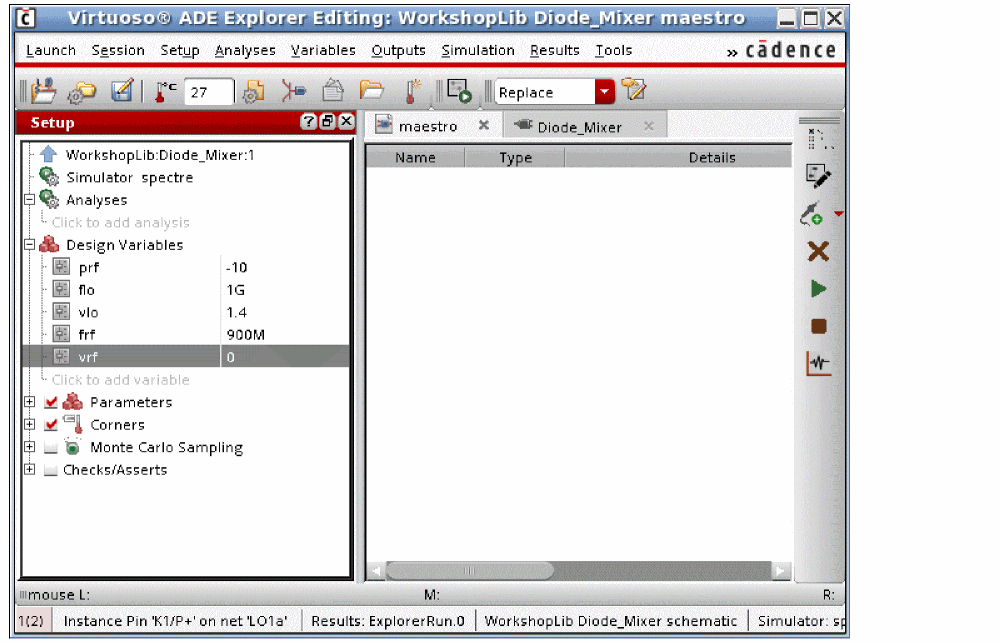 Virtuoso® ADE Explorer Editing: WorkshopLib Diode_Mixer maestro
Launch Session Setup Analyses Variables Outputs Simulation Results Tools » cādence
°C 27 Replace
Setup
maestro Diode_Mixer
Name Type Details
WorkshopLib:Diode_Mixer:1
Simulator spectre
Analyses
Click to add analysis
Design Variables
prf -10
flo 1G
vlo 1.4
frf 900M
vrf 0
Click to add variable
Parameters
Corners
Monte Carlo Sampling
Checks/Asserts
mouse L: M: R:
1(2) Instance Pin 'K1/P+' on net 'LO1a' Results: ExplorerRun.0 WorkshopLib Diode_Mixer schematic Simulator: sp